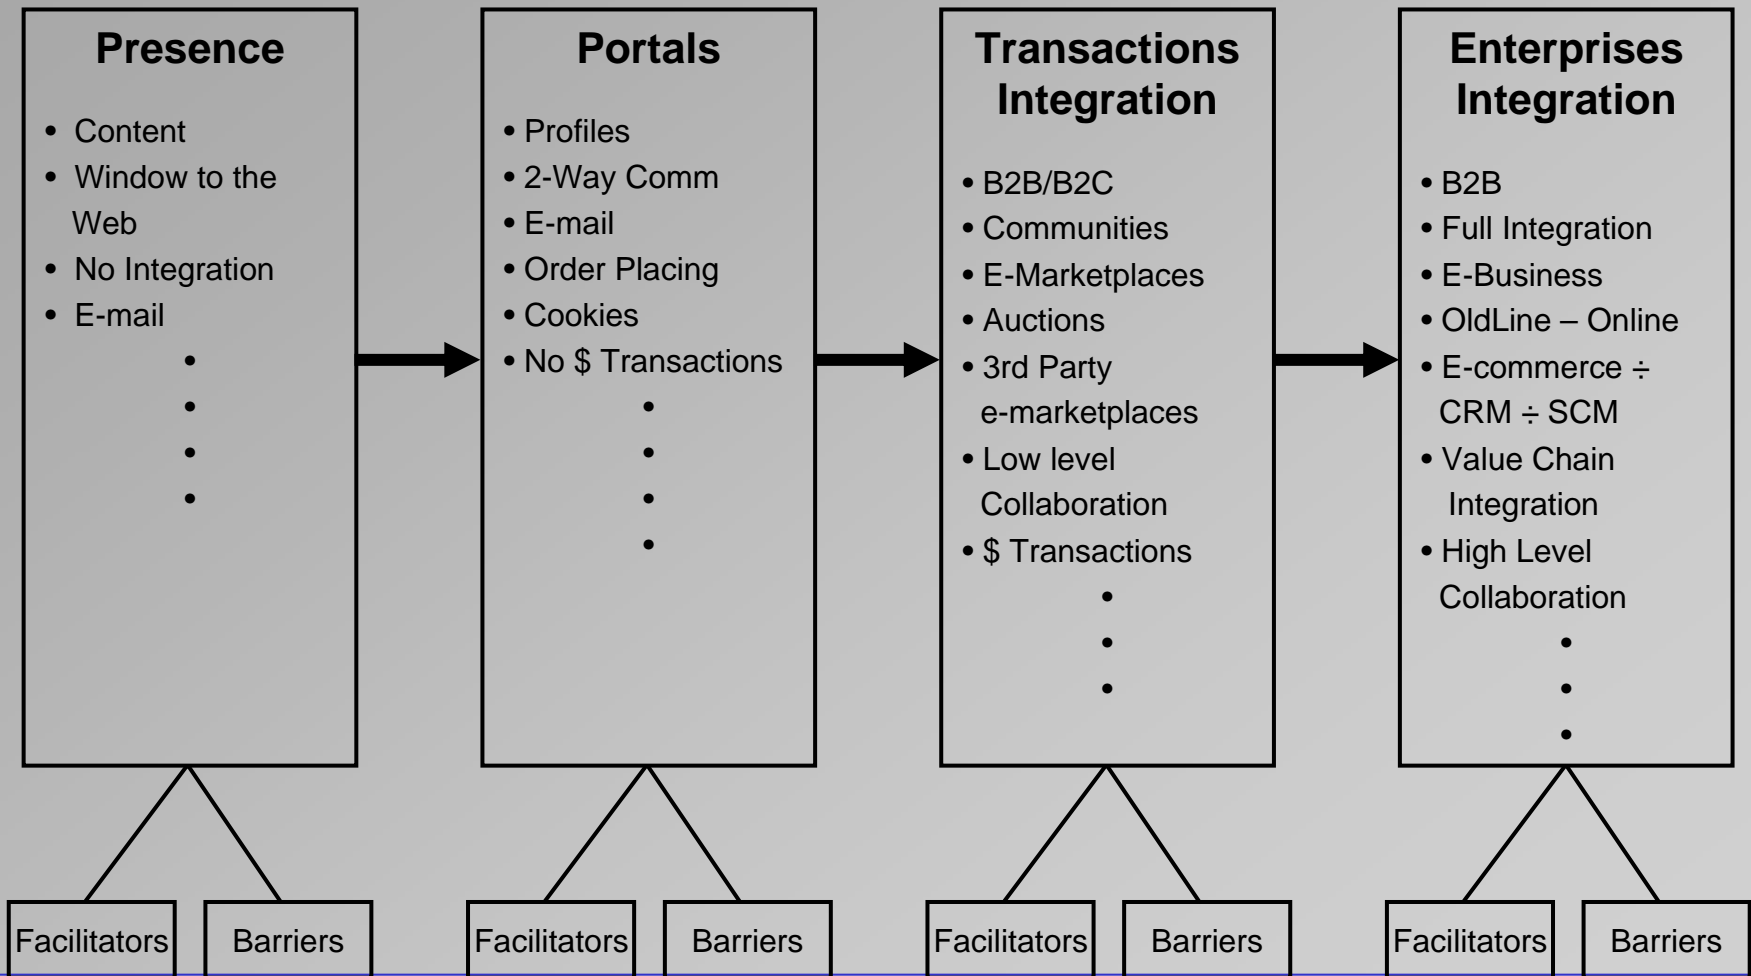 Presence
• Content
• Window to the
Web
• No Integration
• E-mail
•
•
•
•
Portals
• Profiles
• 2-Way Comm
• E-mail
• Order Placing
• Cookies
• No $ Transactions
•
•
•
•
Transactions
Integration
• B2B/B2C
• Communities
• E-Marketplaces
• Auctions
• 3rd Party
e-marketplaces
• Low level
Collaboration
• $ Transactions
•
•
•
Enterprises
Integration
• B2B
• Full Integration
• E-Business
• OldLine – Online
• E-commerce ÷
CRM ÷ SCM
• Value Chain
Integration
• High Level
Collaboration
•
•
•
Facilitators
Barriers
Facilitators
Barriers
Facilitators
Barriers
Facilitators
Barriers